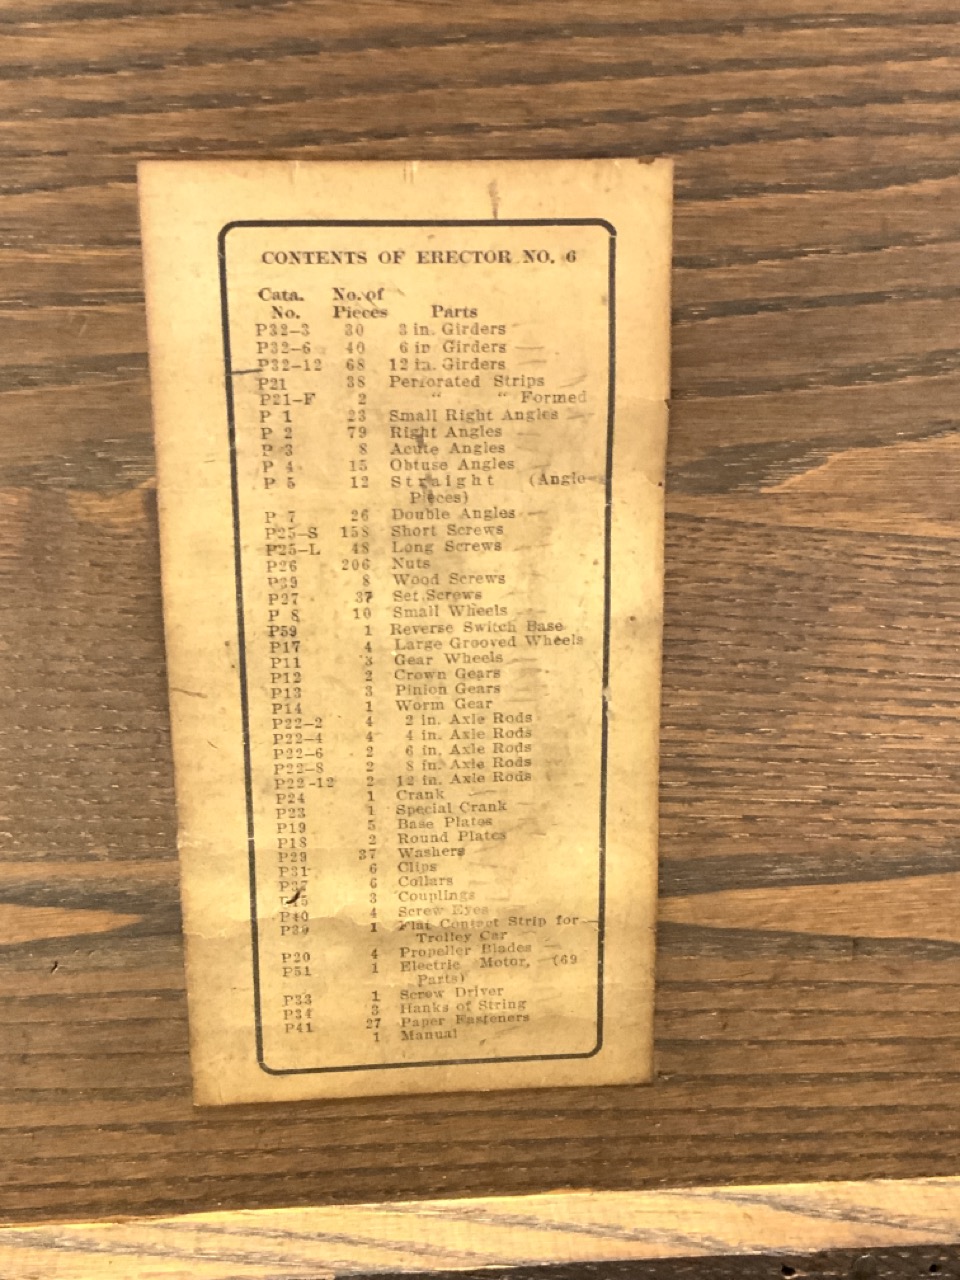 CONTENTS OF ERECTOR NO. 6
Cata. No. of
No. Pieces Parts
P32-3 30 3 in. Girders
P32-6 40 6 in Girders
P32-12 68 12 in. Girders
P21 38 Perforated Strips
P21-F 2 " " Formed
P 1 23 Small Right Angles
P 2 79 Right Angles
P 3 8 Acute Angles
P 4 15 Obtuse Angles
P 5 12 Straight (Angle
Pieces)
P 7 26 Double Angles
P25-S 158 Short Screws
P25-L 48 Long Screws
P26 206 Nuts
P39 8 Wood Screws
P27 37 Set Screws
P 8 10 Small Wheels
P59 1 Reverse Switch Base
P17 4 Large Grooved Wheels
P11 3 Gear Wheels
P12 2 Crown Gears
P13 3 Pinion Gears
P14 1 Worm Gear
P22-2 4 2 in. Axle Rods
P22-4 4 4 in. Axle Rods
P22-6 2 6 in. Axle Rods
P22-8 2 8 in. Axle Rods
P22-12 2 12 in. Axle Rods
P24 1 Crank
P23 1 Special Crank
P19 5 Base Plates
P18 2 Round Plates
P29 37 Washers
P31 6 Clips
P37 6 Collars
3 Couplings
P40 4 Screw Eyes
1 Flat Contact Strip for
Trolley Car
P20 4 Propeller Blades
P51 1 Electric Motor, (69
Parts)
P33 1 Screw Driver
P34 3 Hanks of String
P41 27 Paper Fasteners
1 Manual